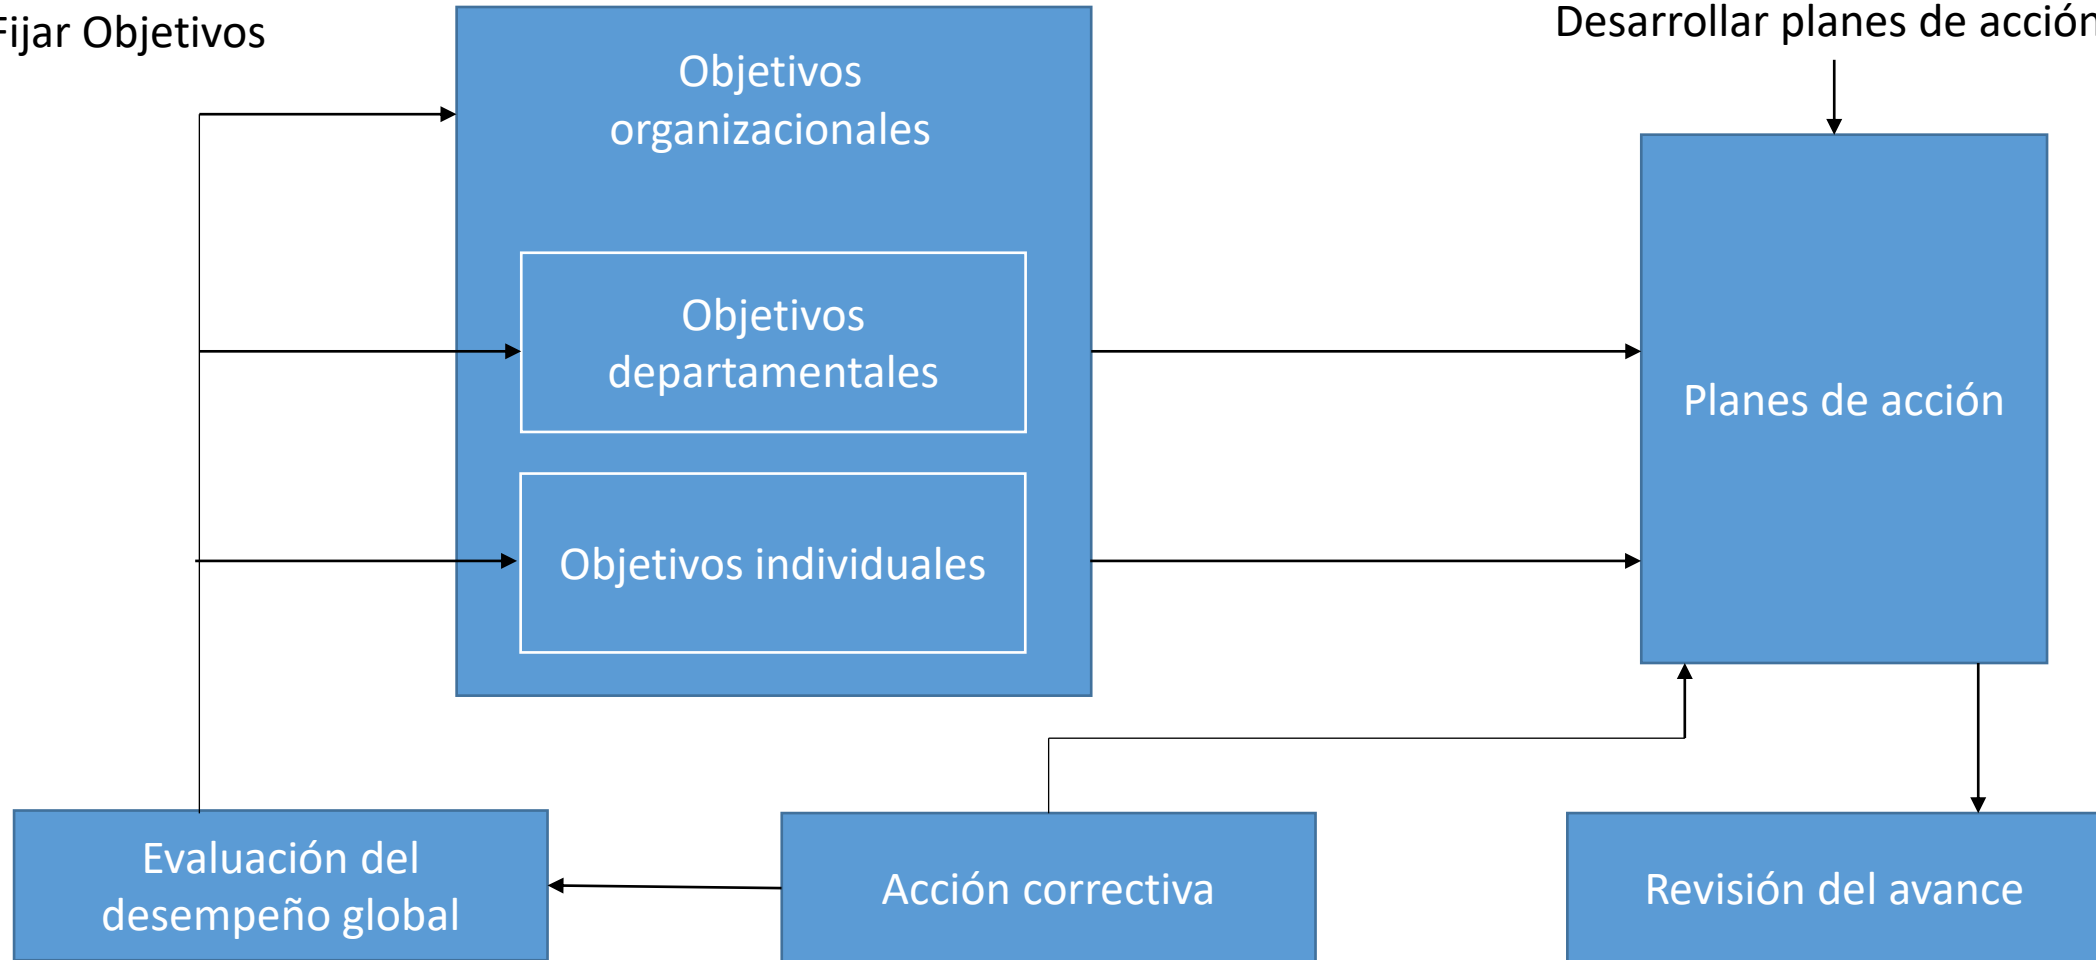 Fijar Objetivos
Desarrollar planes de acción
Objetivos
organizacionales
Objetivos
departamentales
Planes de acción
Objetivos individuales
Evaluación del
desempeño global
Acción correctiva
Revisión del avance